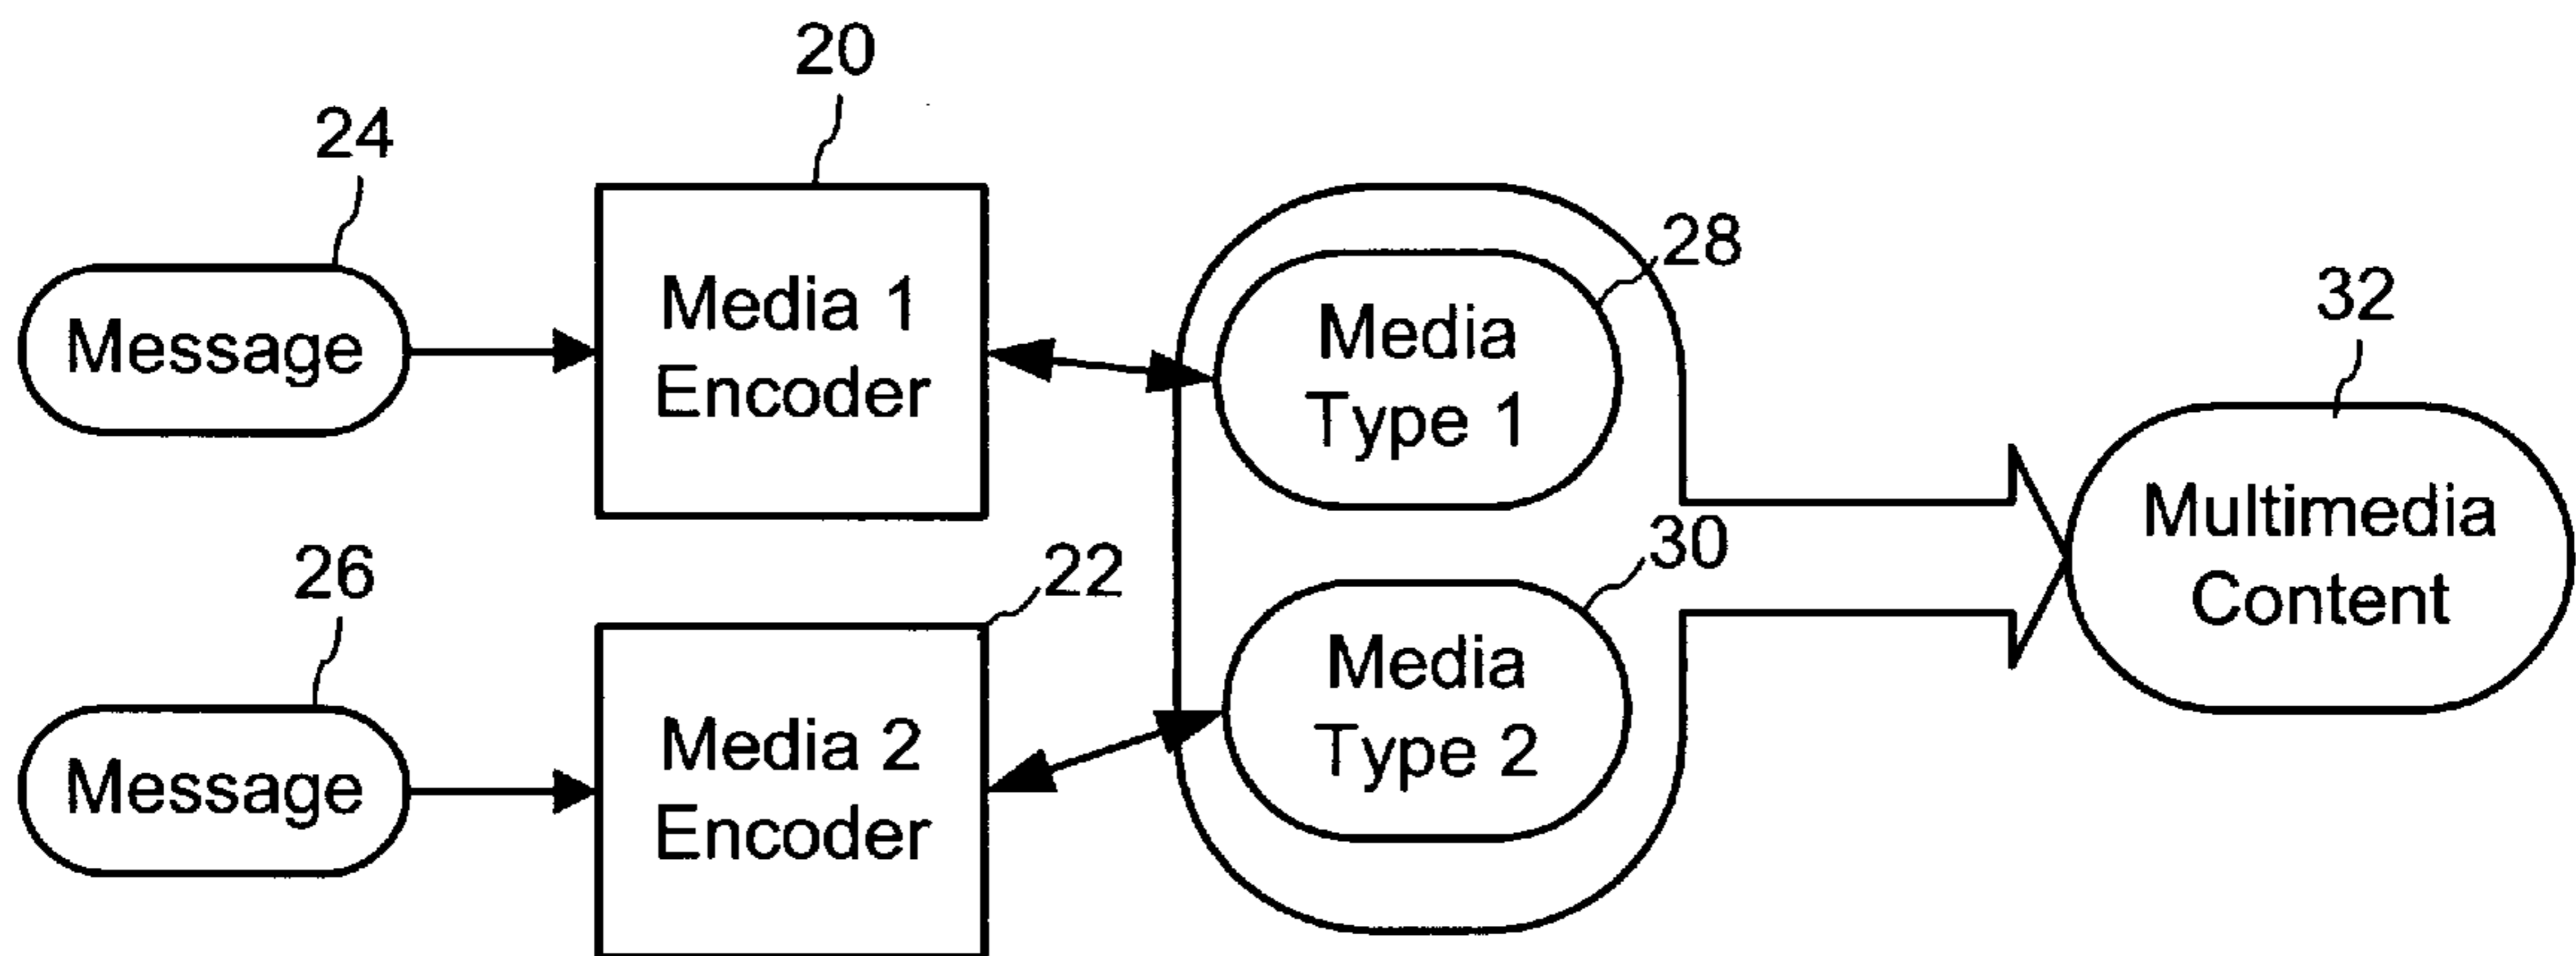 20
24
Message
Media 1
Encoder
28
Media
Type 1
32
Multimedia
Content
26
Message
22
Media 2
Encoder
30
Media
Type 2